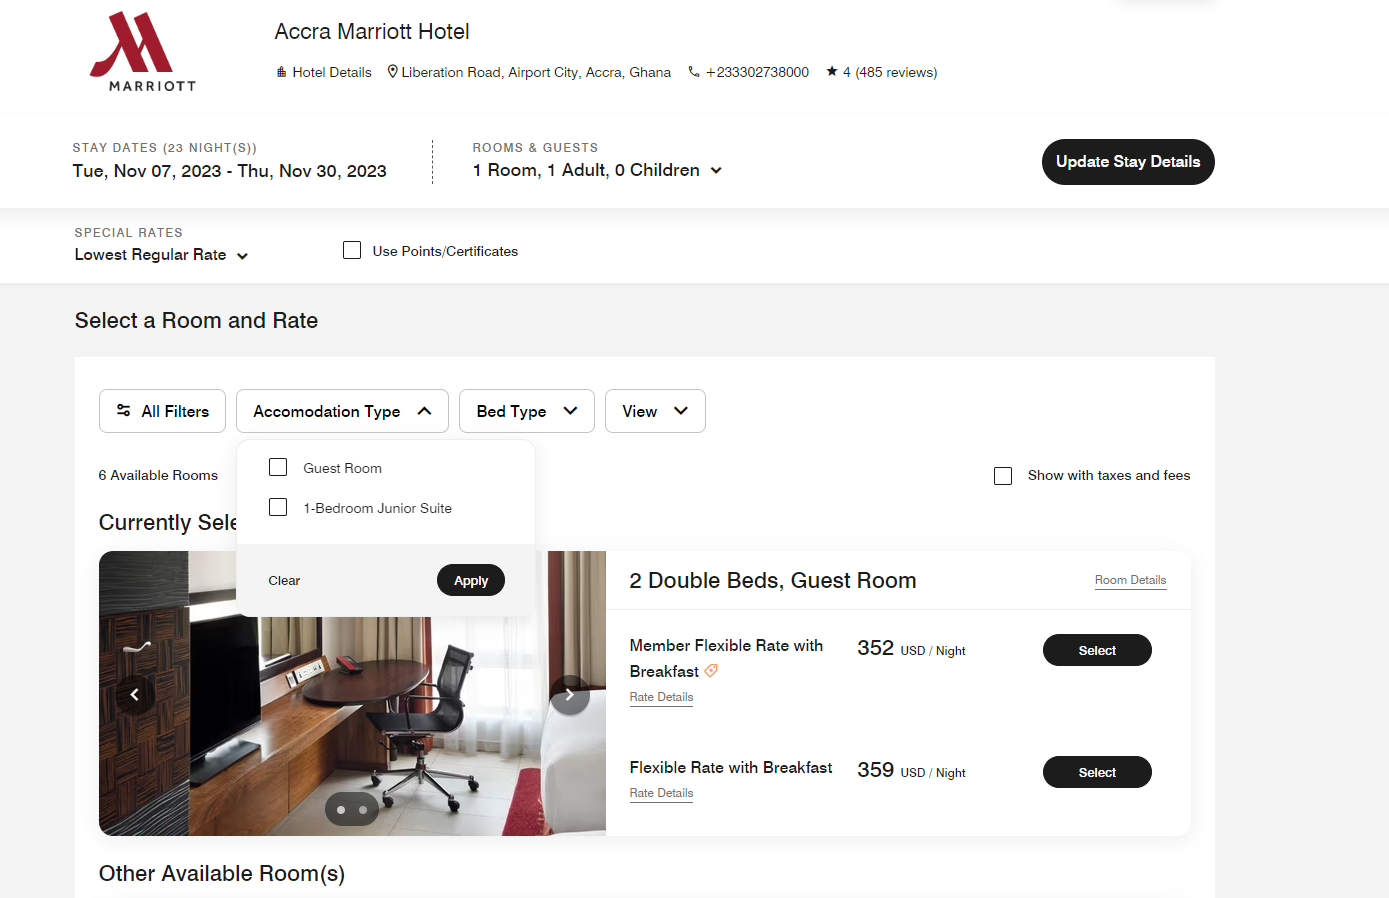 MARRIOTT
Accra Marriott Hotel
Hotel Details Liberation Road, Airport City, Accra, Ghana +233302738000 4 (485 reviews)
STAY DATES (23 NIGHT(S))
Tue, Nov 07, 2023 - Thu, Nov 30, 2023
ROOMS & GUESTS
1 Room, 1 Adult, 0 Children
Update Stay Details
SPECIAL RATES
Lowest Regular Rate
Use Points/Certificates
Select a Room and Rate
All Filters
Accomodation Type
Bed Type
View
Guest Room
1-Bedroom Junior Suite
Clear
Apply
6 Available Rooms
Show with taxes and fees
Currently Sele
2 Double Beds, Guest Room
Room Details
Member Flexible Rate with
Breakfast
Rate Details
352 USD / Night
Select
Flexible Rate with Breakfast
Rate Details
359 USD / Night
Select
Other Available Room(s)